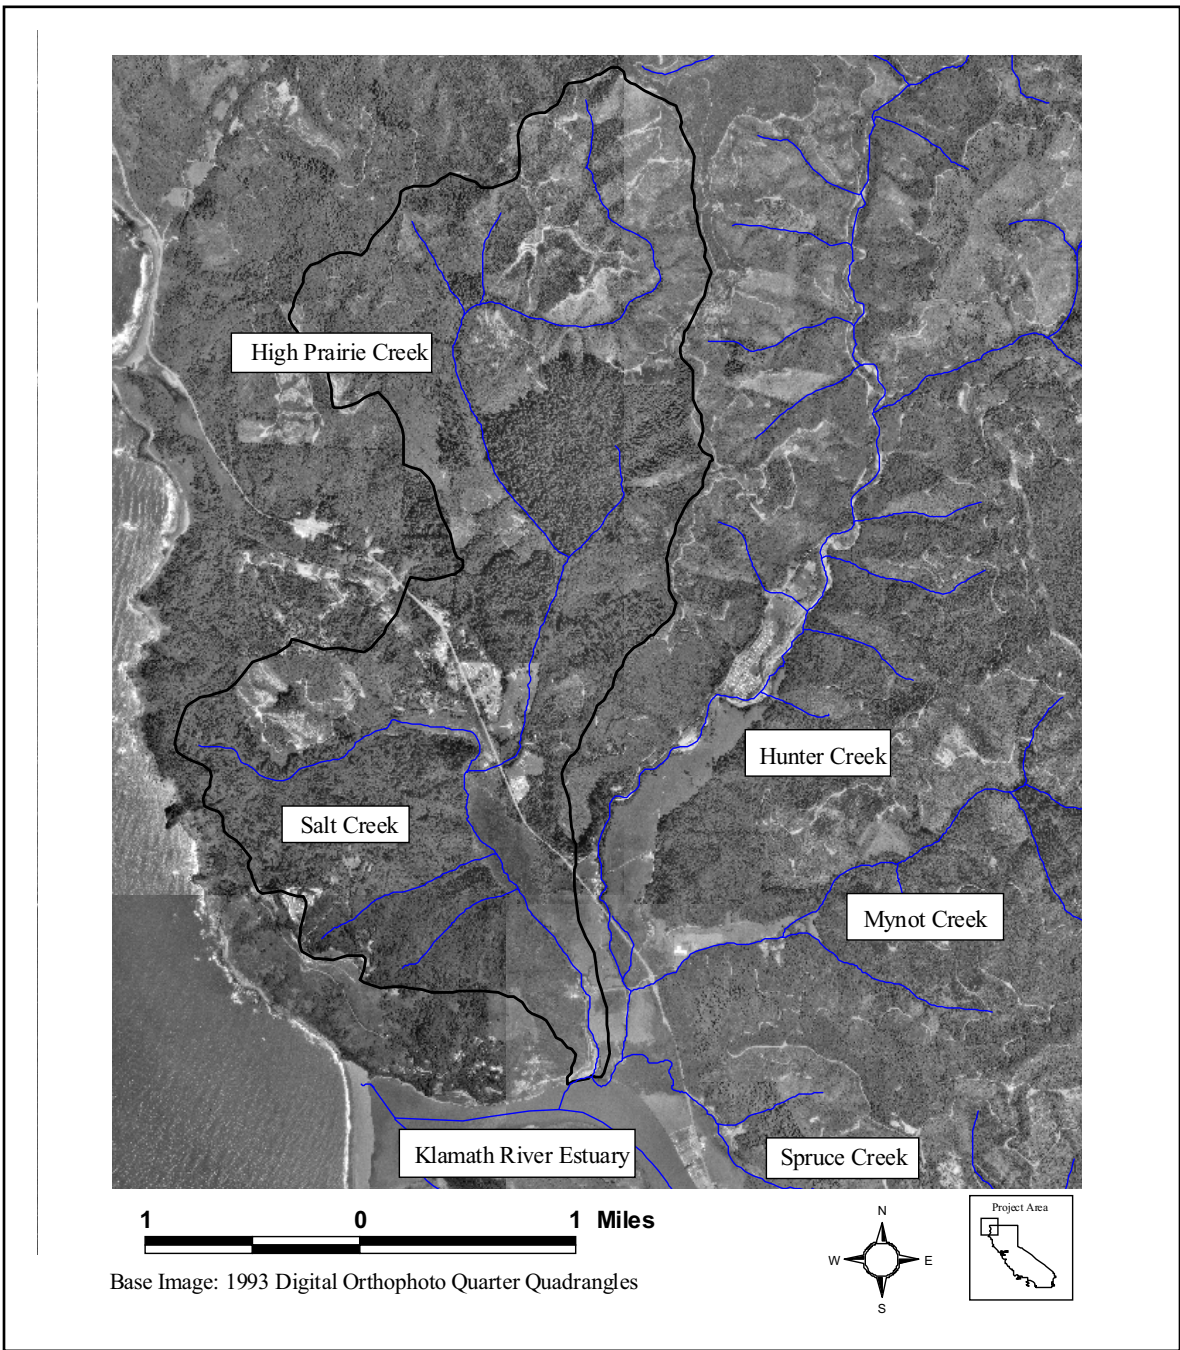 High Prairie Creek
Hunter Creek
Salt Creek
Mynot Creek
Klamath River Estuary
Spruce Creek
1 0 1 Miles
Base Image: 1993 Digital Orthophoto Quarter Quadrangles
N
W E
S
Project Area